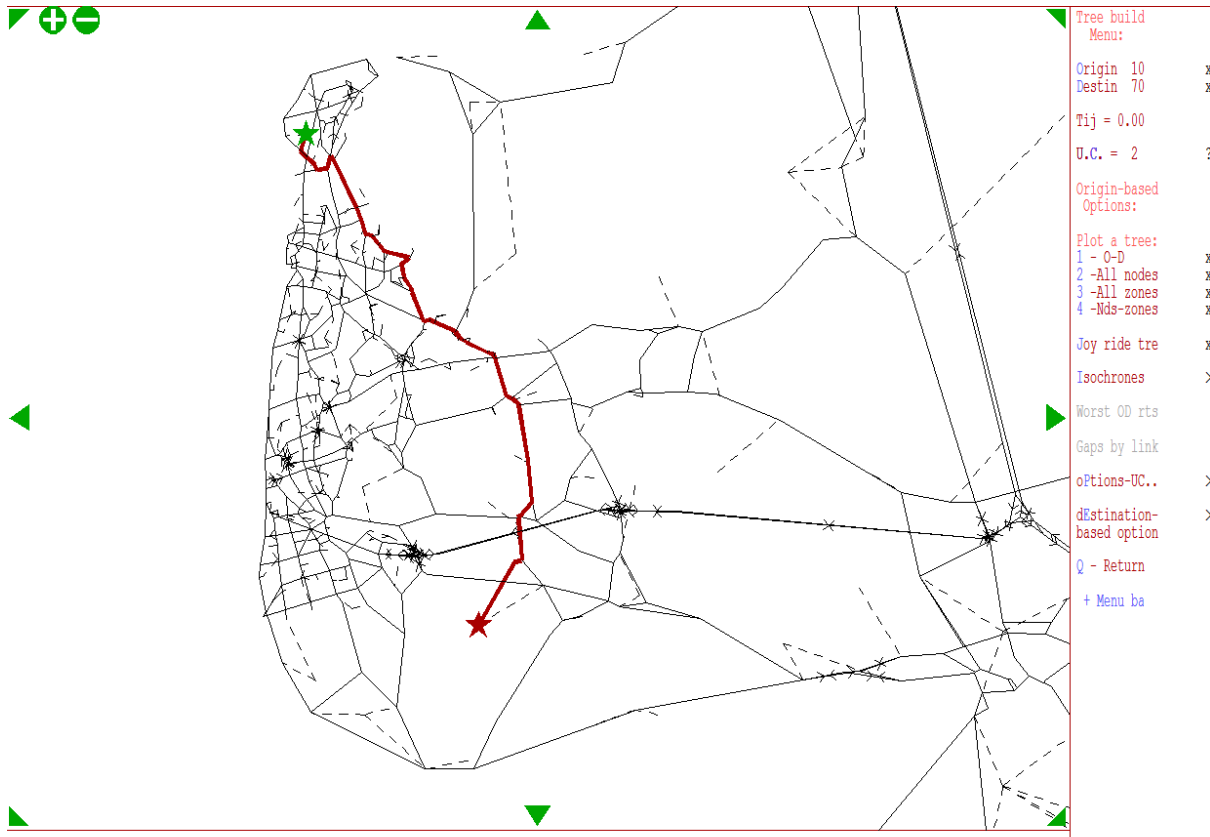 Tree build
Menu:
Origin 10 x
Destin 70 x
Tij = 0.00
U.C. = 2 ?
Origin-based
Options:
Plot a tree:
1 - O-D x
2 -All nodes x
3 -All zones x
4 -Nds-zones x
Joy ride tre x
Isochrones >
Worst OD rts
Gaps by link
oPtions-UC.. >
dEstination- >
based option
Q - Return
+ Menu ba